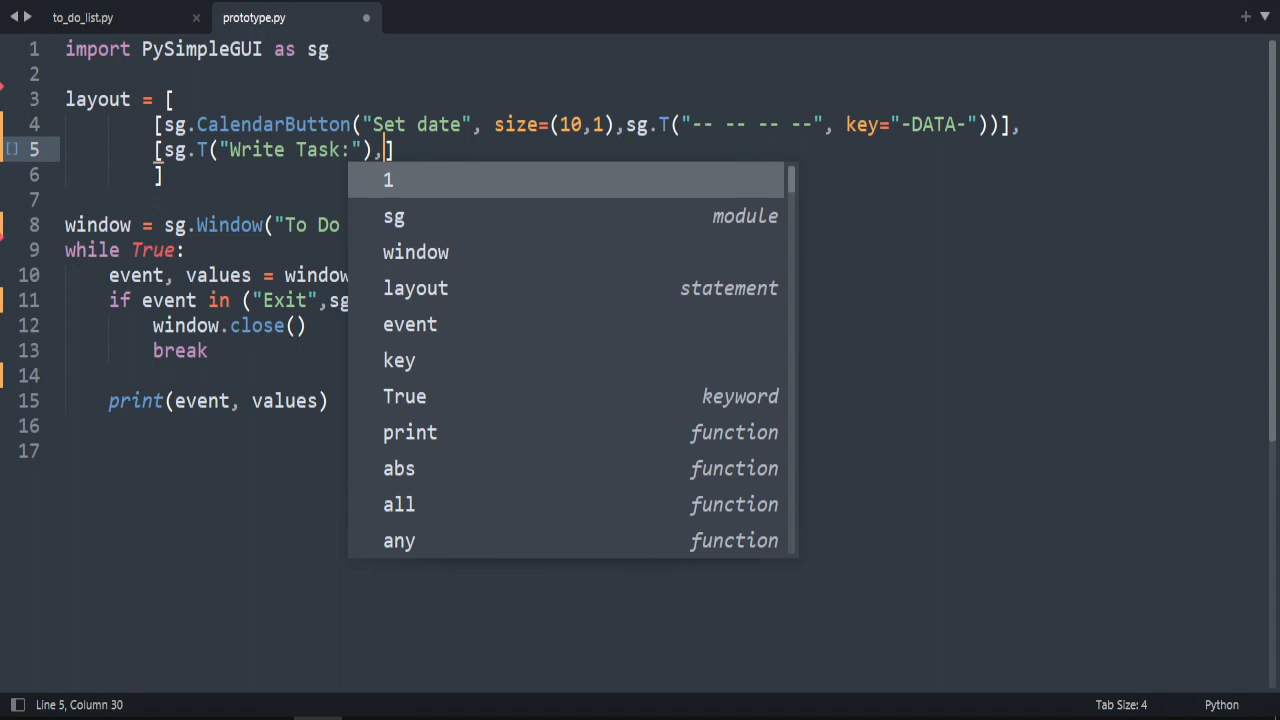 to_do_list.py × prototype.py
1 import PySimpleGUI as sg
2
3 layout = [
4 [sg.CalendarButton("Set date", size=(10,1),sg.T("-- -- -- --", key="-DATA-"))],
5 [sg.T("Write Task:"),]
6 ]
1
7
sg module
8 window = sg.Window("To Do
window
9 while True:
10 event, values = window
layout statement
11 if event in ("Exit",sg
event
12 window.close()
13 break
key
14
True keyword
15 print(event, values)
16
print function
17
abs function
all function
any function
Line 5, Column 30 Tab Size: 4 Python